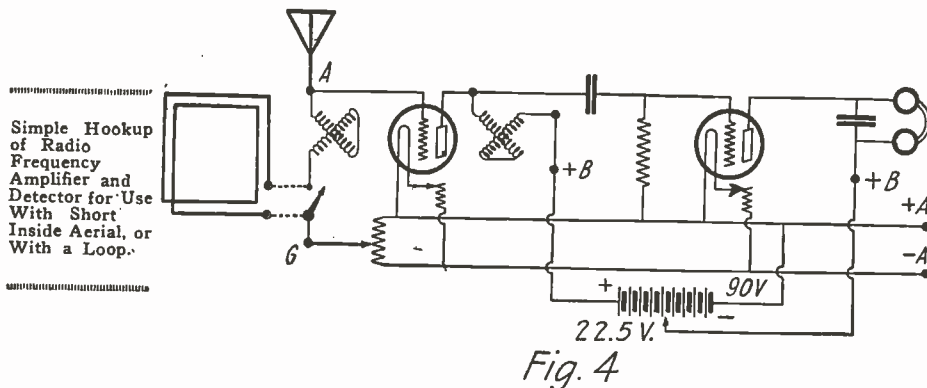 Simple Hookup
of Radio
Frequency
Amplifier and
Detector for Use
With Short
Inside Aerial, or
With a Loop.
A
G
+B
+B
+A
-A
-
+
90V
-
22.5 V.
Fig. 4